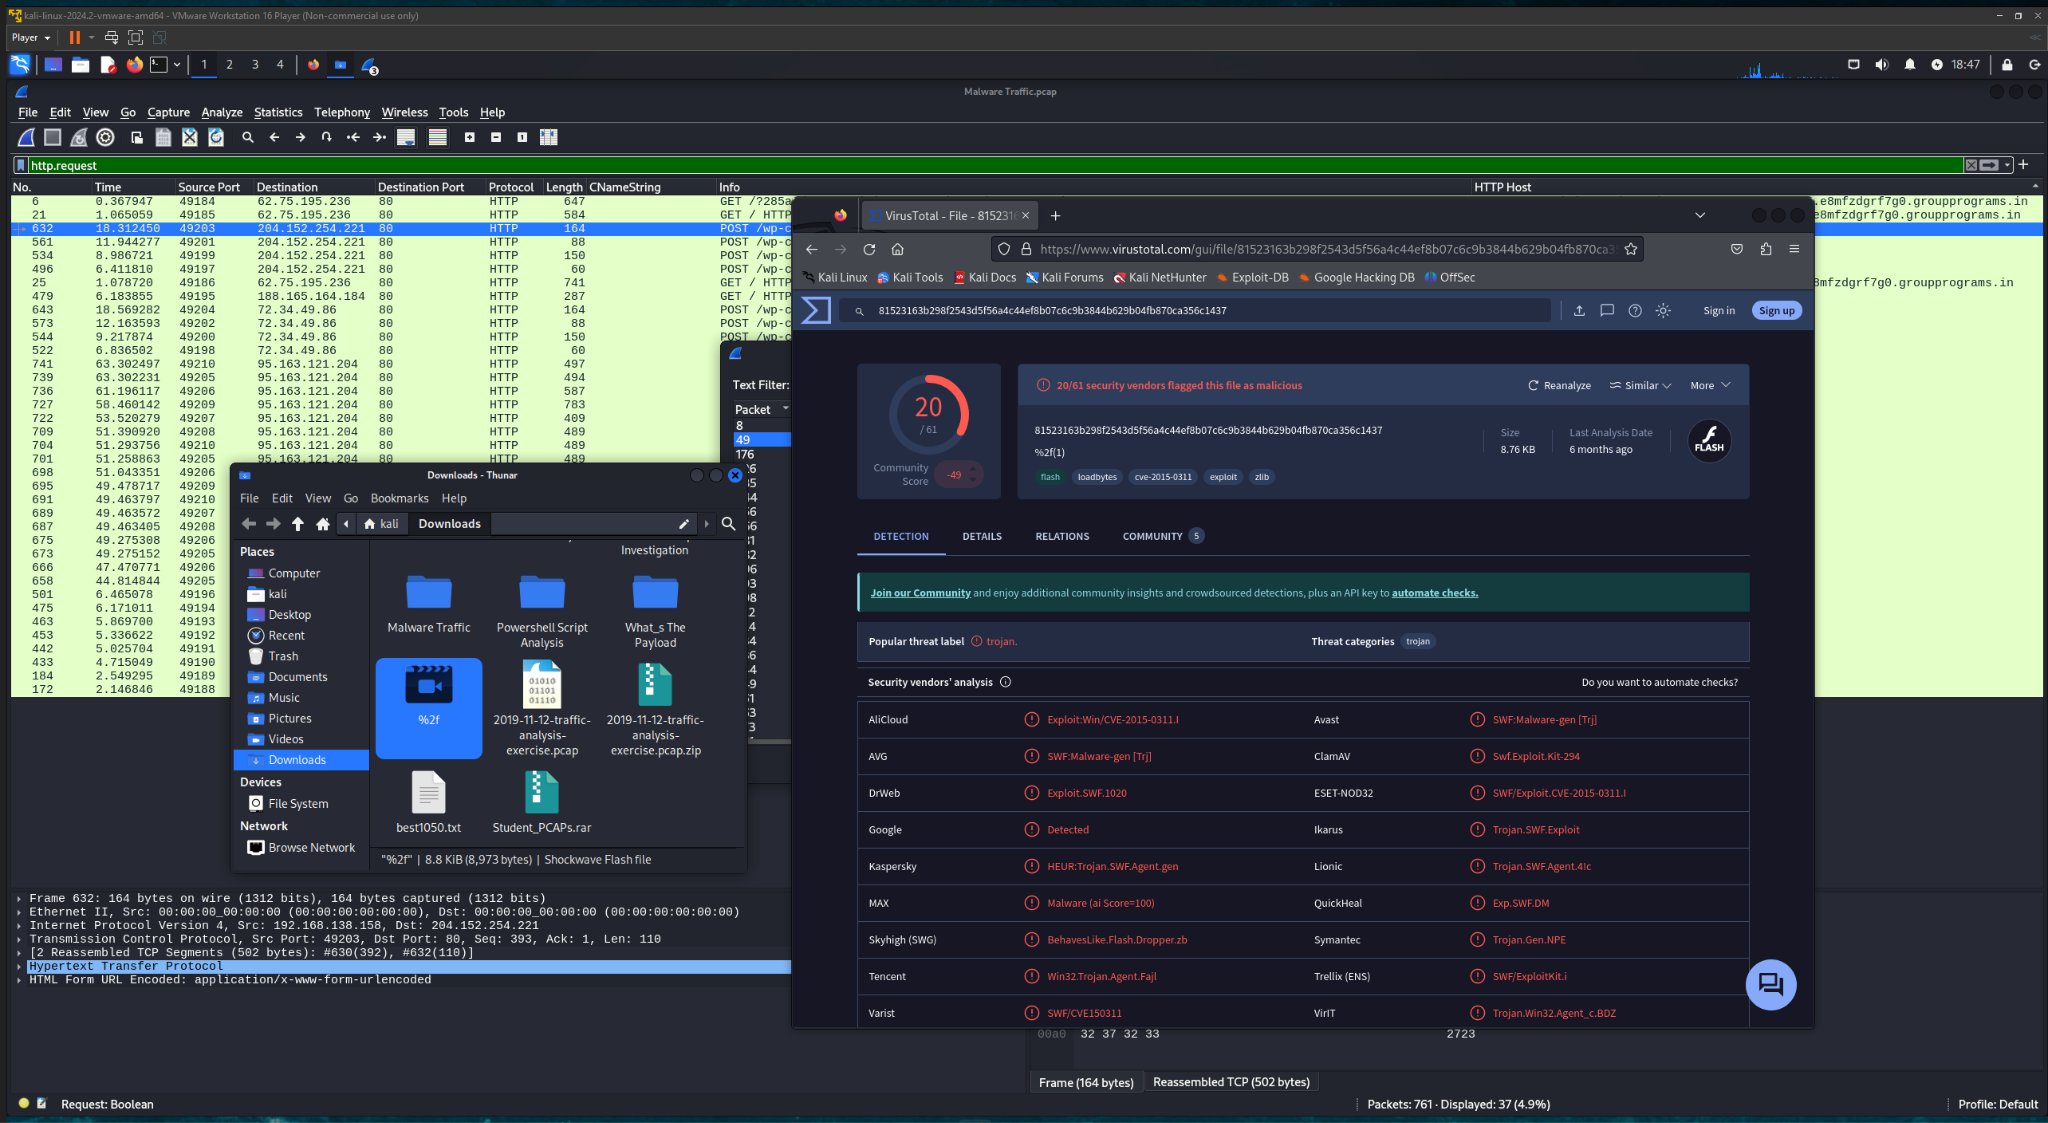 kali-linux-2024.2-vmware-amd64 - VMware Workstation 16 Player (Non-commercial use only)
Player
1 2 3 4
3
18:47
Malware Traffic.pcap
File Edit View Go Capture Analyze Statistics Telephony Wireless Tools Help
http.request
No. Time Source Port Destination Destination Port Protocol Length CNameString Info HTTP Host
6 0.367947 49184 62.75.195.236 80 HTTP 647 GET /?285a .e8mfzdgrf7g0.groupprograms.in
21 1.065059 49185 62.75.195.236 80 HTTP 584 GET / HTTP e8mfzdgrf7g0.groupprograms.in
632 18.312450 49203 204.152.254.221 80 HTTP 164 POST /wp-c
561 11.944277 49201 204.152.254.221 80 HTTP 88 POST /wp-c
534 8.986721 49199 204.152.254.221 80 HTTP 150 POST /wp-c
496 6.411810 49197 204.152.254.221 80 HTTP 60 POST /wp-c
25 1.078720 49186 62.75.195.236 80 HTTP 741 GET / HTTP 8mfzdgrf7g0.groupprograms.in
479 6.183855 49195 188.165.164.184 80 HTTP 287 GET / HTTP
643 18.569282 49204 72.34.49.86 80 HTTP 164 POST /wp-c
573 12.163593 49202 72.34.49.86 80 HTTP 88 POST /wp-c
544 9.217874 49200 72.34.49.86 80 HTTP 150 POST /wp-c
522 6.836502 49198 72.34.49.86 80 HTTP 60
741 63.302497 49210 95.163.121.204 80 HTTP 497
739 63.302231 49205 95.163.121.204 80 HTTP 494
736 61.196116 49206 95.163.121.204 80 HTTP 587
727 58.460142 49209 95.163.121.204 80 HTTP 783
722 53.520279 49207 95.163.121.204 80 HTTP 409
709 51.390920 49208 95.163.121.204 80 HTTP 489
704 51.293756 49210 95.163.121.204 80 HTTP 489
701 51.258863 49205 95.163.121.204 80 HTTP 489
698 51.043351 49206
695 49.478717 49209
691 49.463797 49210
689 49.463572 49207
687 49.463405 49208
675 49.275308 49206
673 49.275152 49205
666 47.470771 49206
658 44.814844 49205
501 6.465078 49196
475 6.171011 49194
463 5.869700 49193
453 5.336622 49192
442 5.025704 49191
433 4.715049 49190
184 2.549295 49189
172 2.146846 49188
Text Filter:
Packet
8
49
176
Downloads - Thunar
File Edit View Go Bookmarks Help
kali Downloads
Places
Computer
kali
Desktop
Recent
Trash
Documents
Music
Pictures
Videos
Downloads
Devices
File System
Network
Browse Network
Investigation
Malware Traffic
Powershell Script
Analysis
What_s The
Payload
%2f
2019-11-12-traffic-
analysis-
exercise.pcap
2019-11-12-traffic-
analysis-
exercise.pcap.zip
best1050.txt
Student_PCAPs.rar
"%2f" | 8.8 KiB (8,973 bytes) | Shockwave Flash file
VirusTotal - File - 815231
https://www.virustotal.com/gui/file/81523163b298f2543d5f56a4c44ef8b07c6c9b3844b629b04fb870ca3
Kali Linux Kali Tools Kali Docs Kali Forums Kali NetHunter Exploit-DB Google Hacking DB OffSec
81523163b298f2543d5f56a4c44ef8b07c6c9b3844b629b04fb870ca356c1437
Sign in Sign up
20
/ 61
Community
Score
-49
20/61 security vendors flagged this file as malicious
Reanalyze Similar More
81523163b298f2543d5f56a4c44ef8b07c6c9b3844b629b04fb870ca356c1437
%2f(1)
flash loadbytes cve-2015-0311 exploit zlib
Size
8.76 KB
Last Analysis Date
6 months ago
FLASH
DETECTION DETAILS RELATIONS COMMUNITY 5
Join our Community and enjoy additional community insights and crowdsourced detections, plus an API key to automate checks.
Popular threat label trojan. Threat categories trojan
Security vendors' analysis Do you want to automate checks?
AliCloud Exploit:Win/CVE-2015-0311.I Avast SWF:Malware-gen [Trj]
AVG SWF:Malware-gen [Trj] ClamAV Swf.Exploit.Kit-294
DrWeb Exploit.SWF.1020 ESET-NOD32 SWF/Exploit.CVE-2015-0311.I
Google Detected Ikarus Trojan.SWF.Exploit
Kaspersky HEUR:Trojan.SWF.Agent.gen Lionic Trojan.SWF.Agent.4!c
MAX Malware (ai Score=100) QuickHeal Exp.SWF.DM
Skyhigh (SWG) BehavesLike.Flash.Dropper.zb Symantec Trojan.Gen.NPE
Tencent Win32.Trojan.Agent.Fajl Trellix (ENS) SWF/ExploitKit.i
Varist SWF/CVE150311 VirIT Trojan.Win32.Agent_c.BDZ
Frame 632: 164 bytes on wire (1312 bits), 164 bytes captured (1312 bits)
Ethernet II, Src: 00:00:00_00:00:00 (00:00:00:00:00:00), Dst: 00:00:00_00:00:00 (00:00:00:00:00:00)
Internet Protocol Version 4, Src: 192.168.138.158, Dst: 204.152.254.221
Transmission Control Protocol, Src Port: 49203, Dst Port: 80, Seq: 393, Ack: 1, Len: 110
[2 Reassembled TCP Segments (502 bytes): #630(392), #632(110)]
Hypertext Transfer Protocol
HTML Form URL Encoded: application/x-www-form-urlencoded
00a0 32 37 32 33 2723
Frame (164 bytes) Reassembled TCP (502 bytes)
Request: Boolean
Packets: 761 · Displayed: 37 (4.9%)
Profile: Default